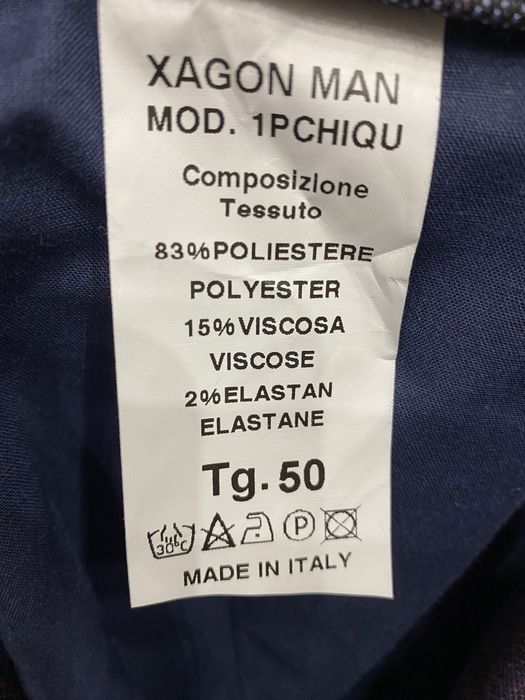 XAGON MAN
MOD. 1PCHIQU
Composizione
Tessuto
83%POLIESTERE
POLYESTER
15%VISCOSA
VISCOSE
2%ELASTAN
ELASTANE
Tg. 50
30°C P
MADE IN ITALY